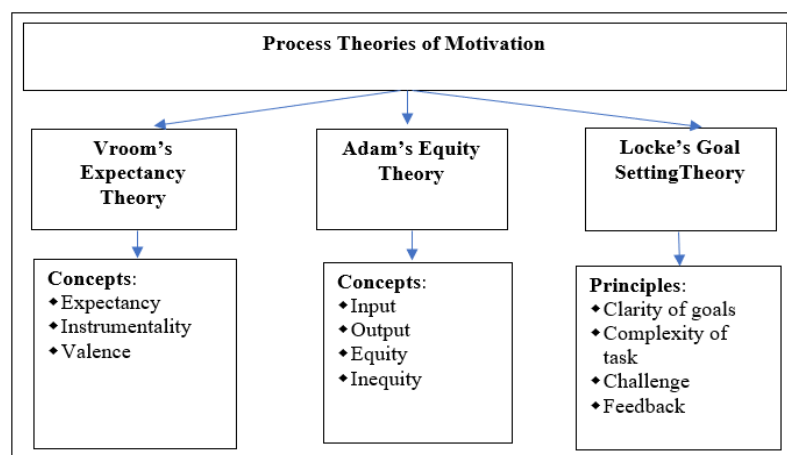 Process Theories of Motivation
Vroom’s
Expectancy
Theory
Adam’s Equity
Theory
Locke’s Goal
SettingTheory
Concepts:
◆Expectancy
◆Instrumentality
◆Valence
Concepts:
◆Input
◆Output
◆Equity
◆Inequity
Principles:
◆Clarity of goals
◆Complexity of
task
◆Challenge
◆Feedback